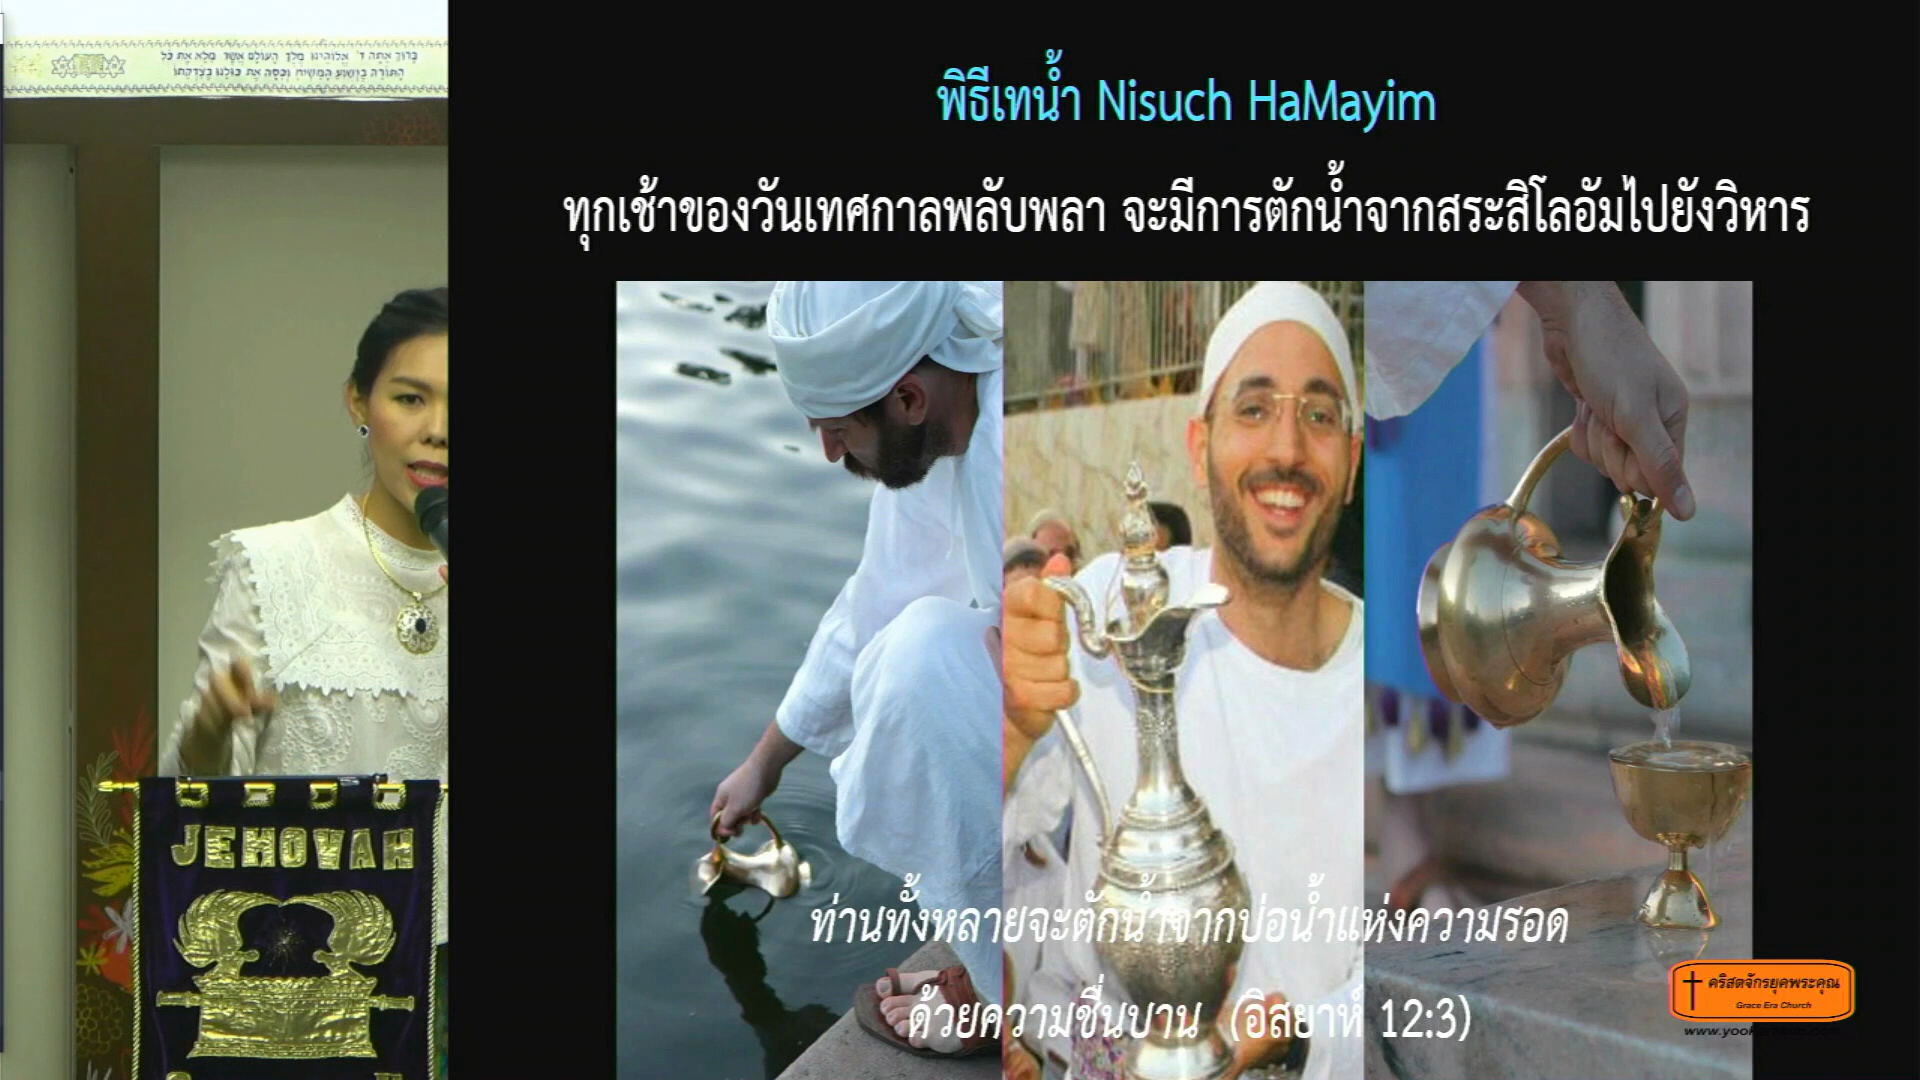 พิธีเทน้ำ Nisuch HaMayim
ทุกเช้าของวันเทศกาลพลับพลา จะมีการตักน้ำจากสระสิโลอัมไปยังวิหาร
ท่านทั้งหลายจะตักน้ำจากบ่อน้ำแห่งความรอด
ด้วยความชื่นบาน (อิสยาห์ 12:3)
JEHOVAH
คริสตจักรยุคพระคุณ
Grace Era Church